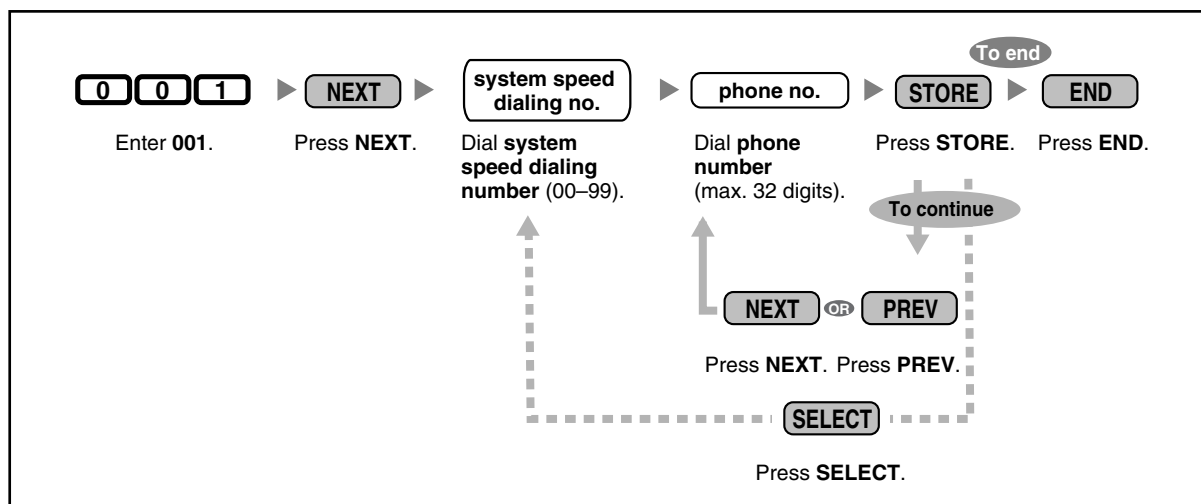 To end
0 0 1
NEXT
system speed
dialing no.
phone no.
STORE
END
Enter 001.
Press NEXT.
Dial system
speed dialing
number (00–99).
Dial phone
number
(max. 32 digits).
Press STORE.
Press END.
To continue
NEXT
OR
PREV
Press NEXT.
Press PREV.
SELECT
Press SELECT.